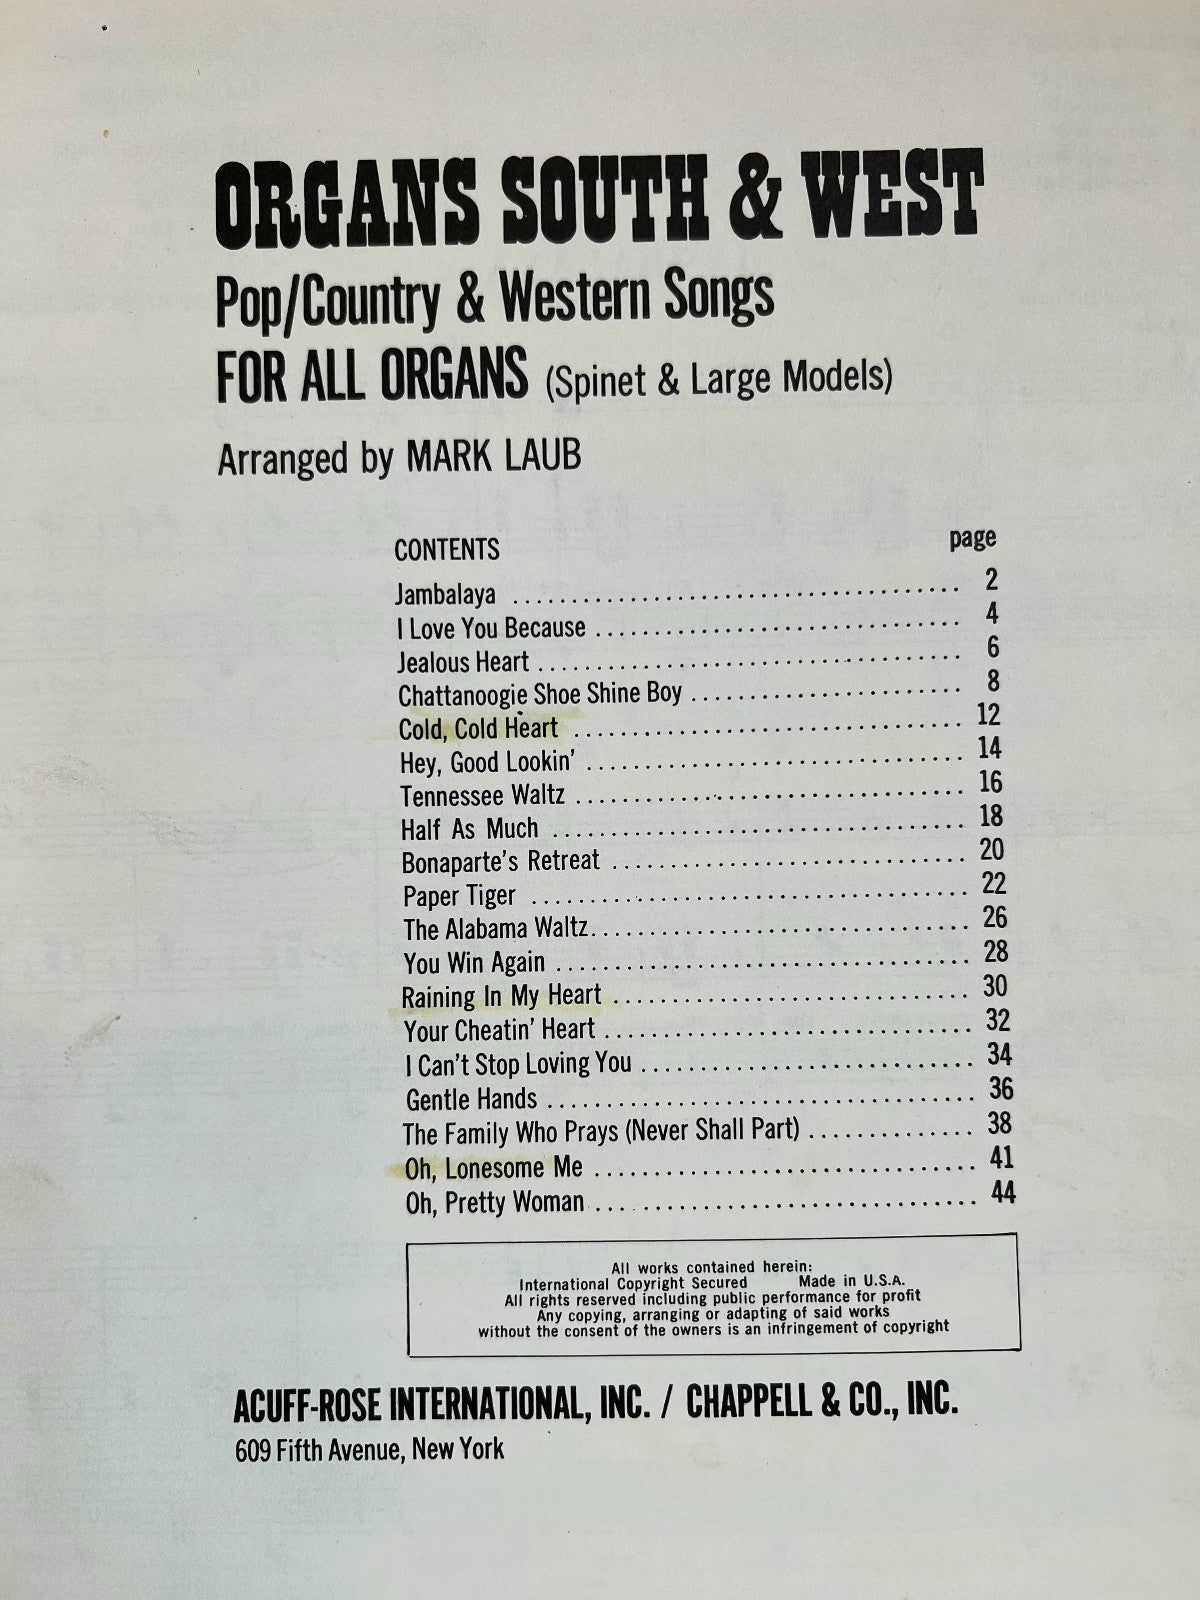 ORGANS SOUTH & WEST
Pop/Country & Western Songs
FOR ALL ORGANS (Spinet & Large Models)
Arranged by MARK LAUB
CONTENTS page
Jambalaya ........................................ 2
I Love You Because ................................ 4
Jealous Heart ..................................... 6
Chattanoogie Shoe Shine Boy ........................ 8
Cold, Cold Heart .................................. 12
Hey, Good Lookin' ................................. 14
Tennessee Waltz ................................... 16
Half As Much ...................................... 18
Bonaparte's Retreat ............................... 20
Paper Tiger ....................................... 22
The Alabama Waltz ................................. 26
You Win Again ..................................... 28
Raining In My Heart ............................... 30
Your Cheatin' Heart ............................... 32
I Can't Stop Loving You ........................... 34
Gentle Hands ...................................... 36
The Family Who Prays (Never Shall Part) ............... 38
Oh, Lonesome Me ................................... 41
Oh, Pretty Woman .................................. 44
All works contained herein:
International Copyright Secured Made in U.S.A.
All rights reserved including public performance for profit
Any copying, arranging or adapting of said works
without the consent of the owners is an infringement of copyright
ACUFF-ROSE INTERNATIONAL, INC. / CHAPPELL & CO., INC.
609 Fifth Avenue, New York